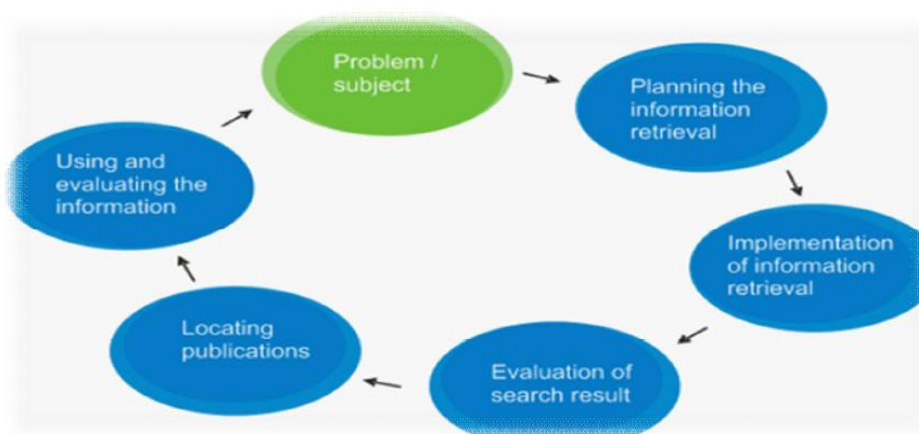 Problem /
subject
Planning the
information
retrieval
Implementation
of information
retrieval
Evaluation of
search result
Locating
publications
Using and
evaluating the
information